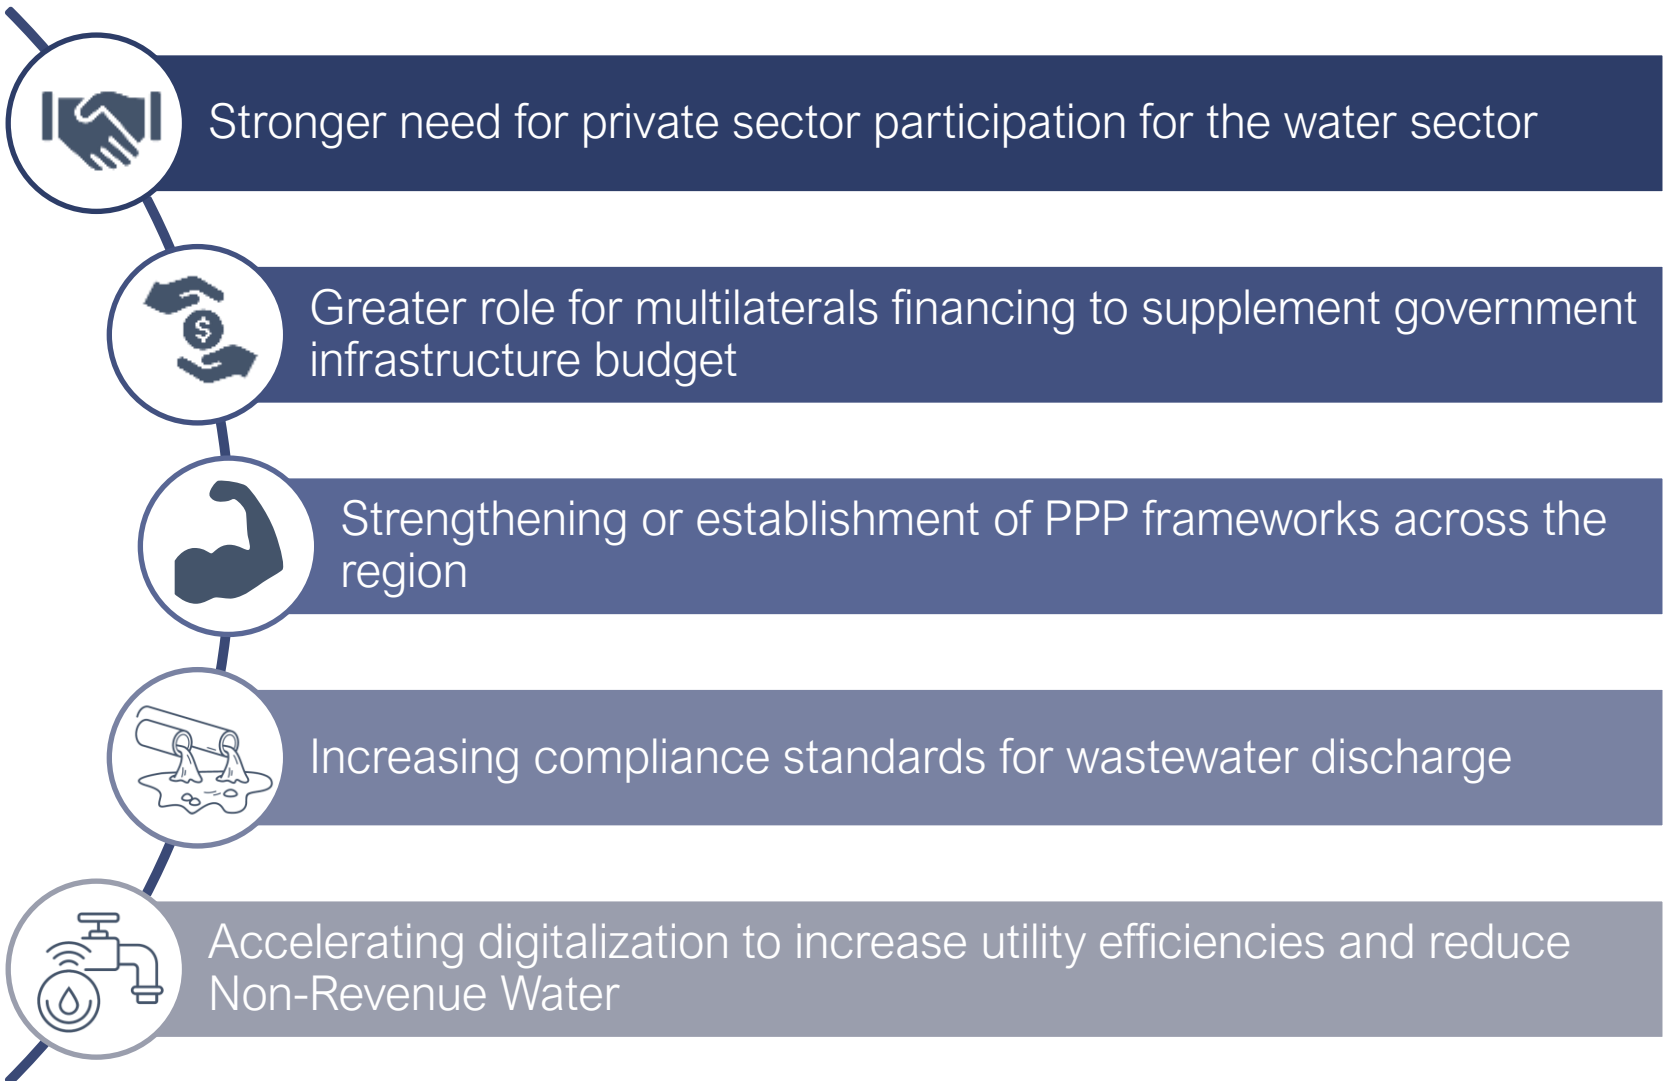 Stronger need for private sector participation for the water sector
$
Greater role for multilaterals financing to supplement government
infrastructure budget
Strengthening or establishment of PPP frameworks across the
region
Increasing compliance standards for wastewater discharge
Accelerating digitalization to increase utility efficiencies and reduce
Non-Revenue Water